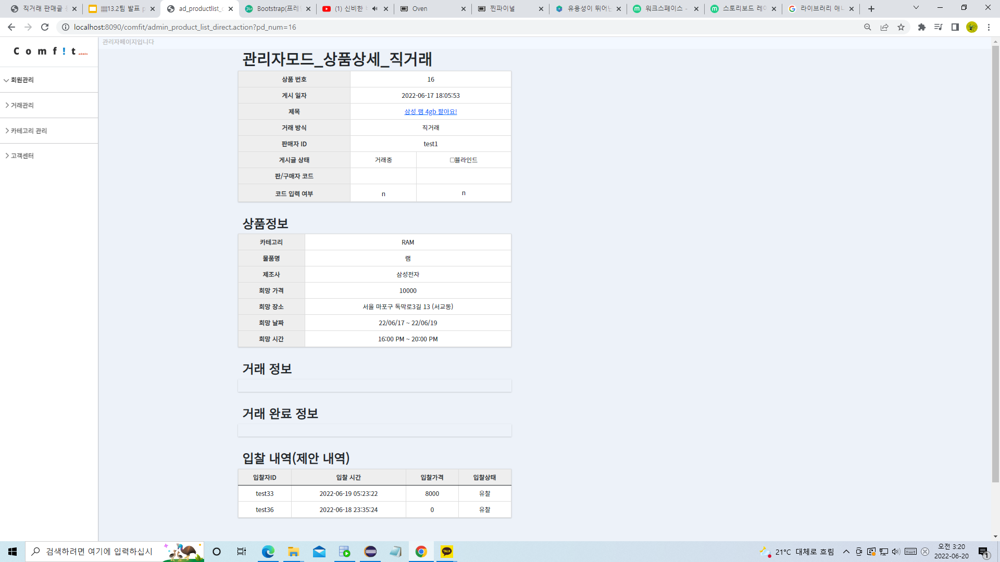 직거래 판매글
13.2팀 발표 p
ad_productlist_
Bootstrap(프레
(1) 신비한
Oven
찐파이널
유용성이 뛰어난
워크스페이스 -
스토리보드 레이
라이브러리 애니
localhost:8090/comfit/admin_product_list_direct.action?pd_num=16
Comf!t admin
회원관리
거래관리
카테고리 관리
고객센터
관리자페이지입니다
관리자모드_상품상세_직거래
상품 번호 16
게시 일자 2022-06-17 18:05:53
제목 삼성 램 4gb 팔아요!
거래 방식 직거래
판매자 ID test1
게시글 상태 거래중 블라인드
판/구매자 코드
코드 입력 여부 n n
상품정보
카테고리 RAM
물품명 램
제조사 삼성전자
희망 가격 10000
희망 장소 서울 마포구 독막로3길 13 (서교동)
희망 날짜 22/06/17 ~ 22/06/19
희망 시간 16:00 PM ~ 20:00 PM
거래 정보
거래 완료 정보
입찰 내역(제안 내역)
입찰자ID 입찰 시간 입찰가격 입찰상태
test33 2022-06-19 05:23:22 8000 유찰
test36 2022-06-18 23:35:24 0 유찰
검색하려면 여기에 입력하십시
TALK
21°C 대체로 흐림
오전 3:20
2022-06-20
1